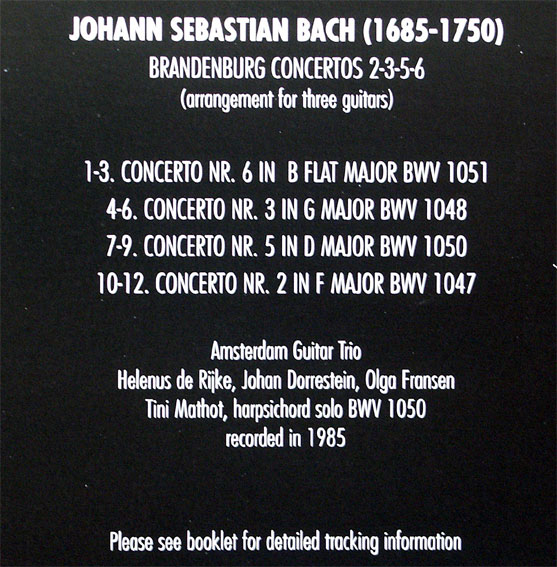 JOHANN SEBASTIAN BACH (1685-1750)
BRANDENBURG CONCERTOS 2-3-5-6
(arrangement for three guitars)
1-3. CONCERTO NR. 6 IN B FLAT MAJOR BWV 1051
4-6. CONCERTO NR. 3 IN G MAJOR BWV 1048
7-9. CONCERTO NR. 5 IN D MAJOR BWV 1050
10-12. CONCERTO NR. 2 IN F MAJOR BWV 1047
Amsterdam Guitar Trio
Helenus de Rijke, Johan Dorrestein, Olga Fransen
Tini Mathot, harpsichord solo BWV 1050
recorded in 1985
Please see booklet for detailed tracking information